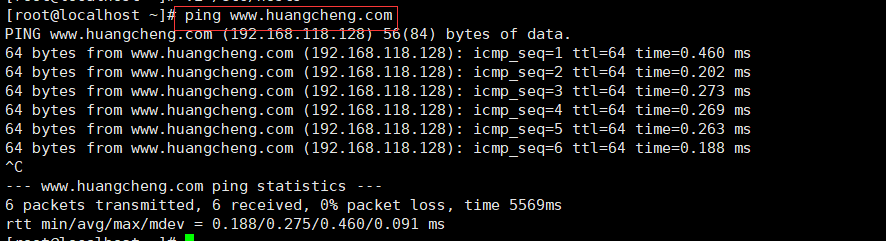 [root@localhost ~]# ping www.huangcheng.com
PING www.huangcheng.com (192.168.118.128) 56(84) bytes of data.
64 bytes from www.huangcheng.com (192.168.118.128): icmp_seq=1 ttl=64 time=0.460 ms
64 bytes from www.huangcheng.com (192.168.118.128): icmp_seq=2 ttl=64 time=0.202 ms
64 bytes from www.huangcheng.com (192.168.118.128): icmp_seq=3 ttl=64 time=0.273 ms
64 bytes from www.huangcheng.com (192.168.118.128): icmp_seq=4 ttl=64 time=0.269 ms
64 bytes from www.huangcheng.com (192.168.118.128): icmp_seq=5 ttl=64 time=0.263 ms
64 bytes from www.huangcheng.com (192.168.118.128): icmp_seq=6 ttl=64 time=0.188 ms
^C
--- www.huangcheng.com ping statistics ---
6 packets transmitted, 6 received, 0% packet loss, time 5569ms
rtt min/avg/max/mdev = 0.188/0.275/0.460/0.091 ms
[root@localhost ~]#